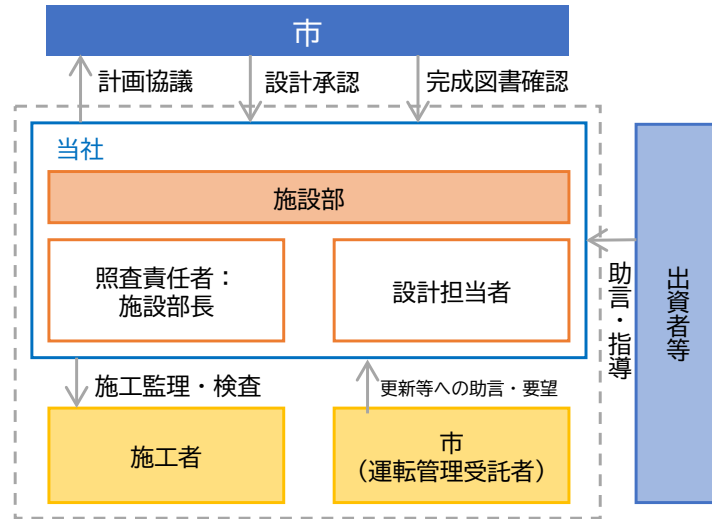 市
計画協議
設計承認
完成図書確認
当社
施設部
照査責任者：
施設部長
設計担当者
助言・指導
出資者等
施工監理・検査
更新等への助言・要望
施工者
市
（運転管理受託者）